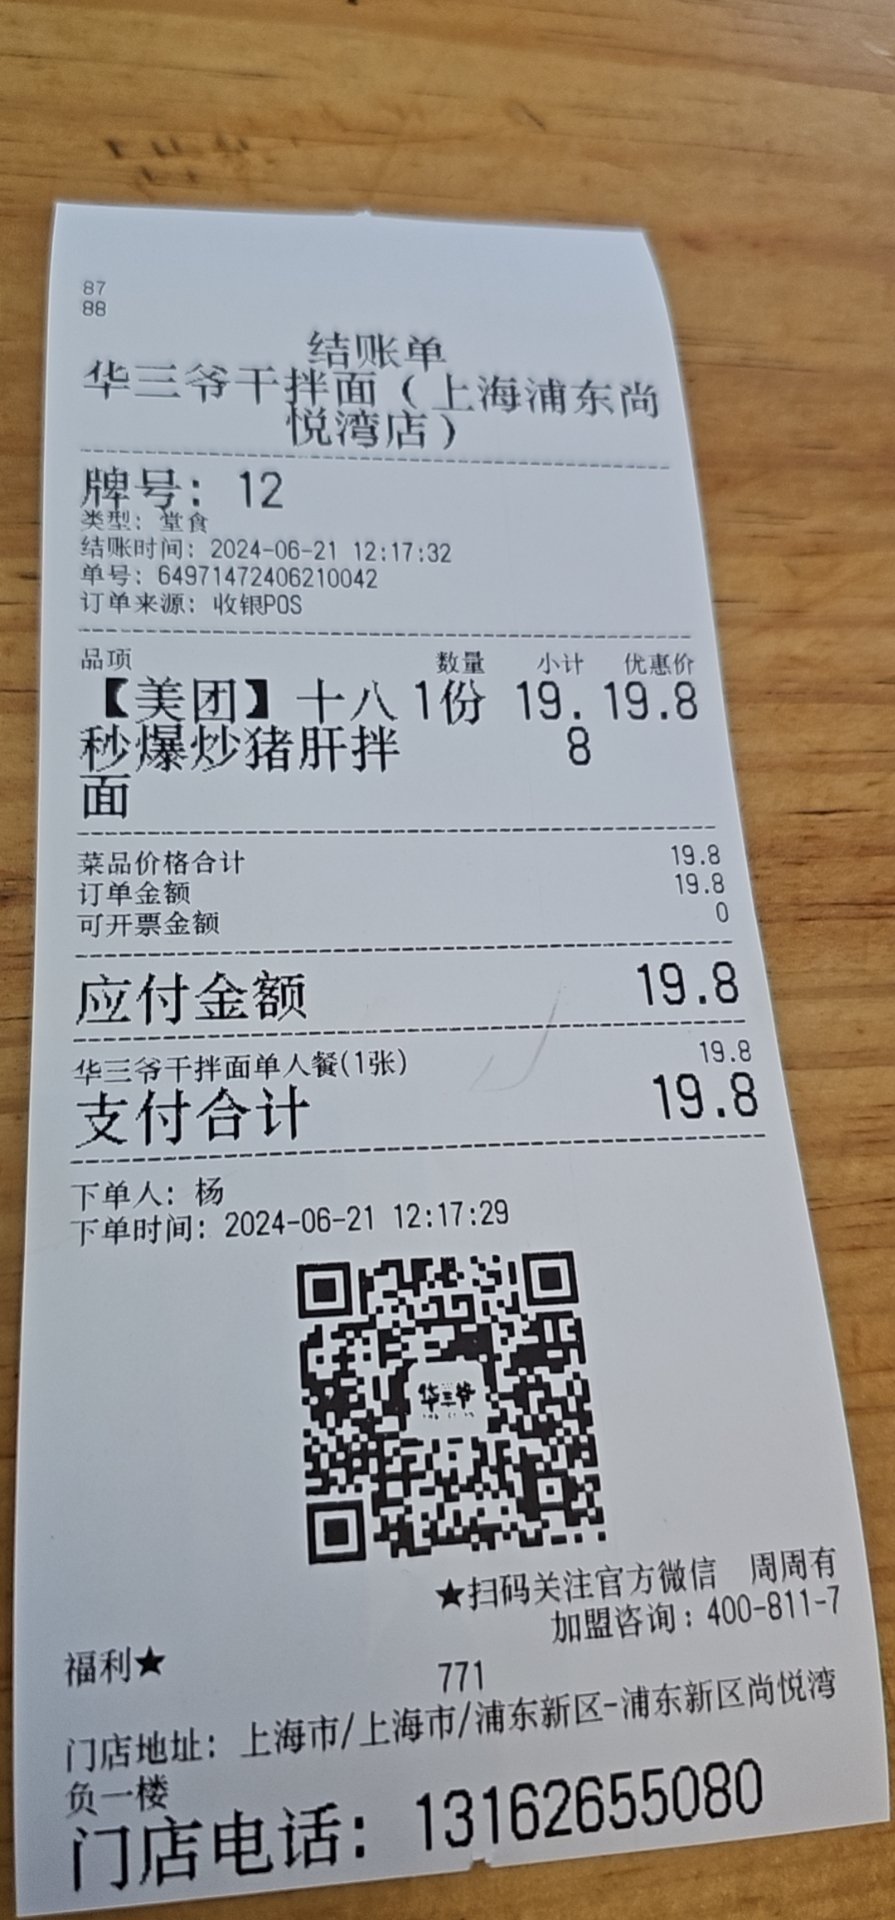 87
88
结账单
华三爷干拌面（上海浦东尚
悦湾店）
牌号：12
类型：堂食
结账时间：2024-06-21 12:17:32
单号：64971472406210042
订单来源：收银POS
品项 数量 小计 优惠价
【美团】十八 1份 19. 19.8
秒爆炒猪肝拌 8
面
菜品价格合计 19.8
订单金额 19.8
可开票金额 0
应付金额 19.8
华三爷干拌面单人餐(1张) 19.8
支付合计 19.8
下单人：杨
下单时间：2024-06-21 12:17:29
华三爷
★扫码关注官方微信 周周有
福利★
加盟咨询：400-811-7
771
门店地址：上海市/上海市/浦东新区-浦东新区尚悦湾
负一楼
门店电话：13162655080